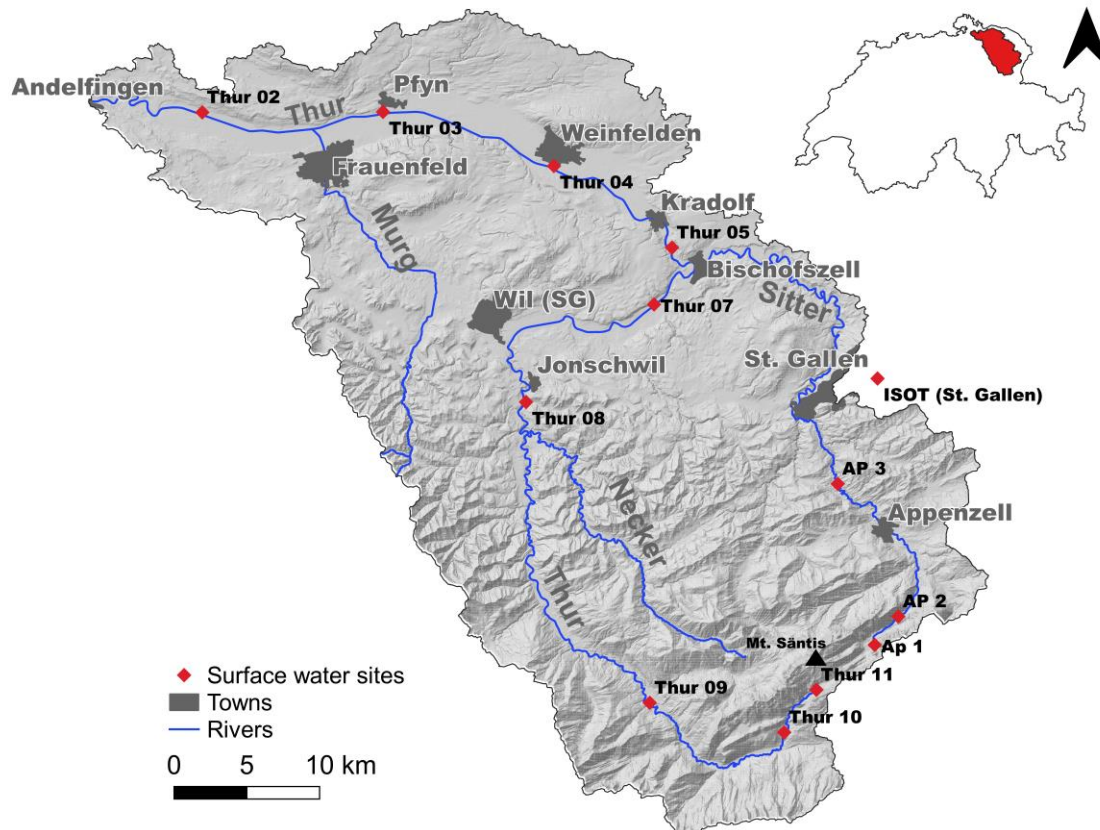 Andelfingen
Thur 02
Thur
Pfyn
Thur 03
Weinfelden
Thur 04
Frauenfeld
Murg
Kradolf
Thur 05
Bischofszell
Sitter
Thur 07
Wil (SG)
St. Gallen
ISOT (St. Gallen)
Jonschwil
Thur 08
AP 3
Necker
Appenzell
Thur
AP 2
Ap 1
Mt. Säntis
Thur 11
Thur 09
Thur 10
Surface water sites
Towns
Rivers
0 5 10 km